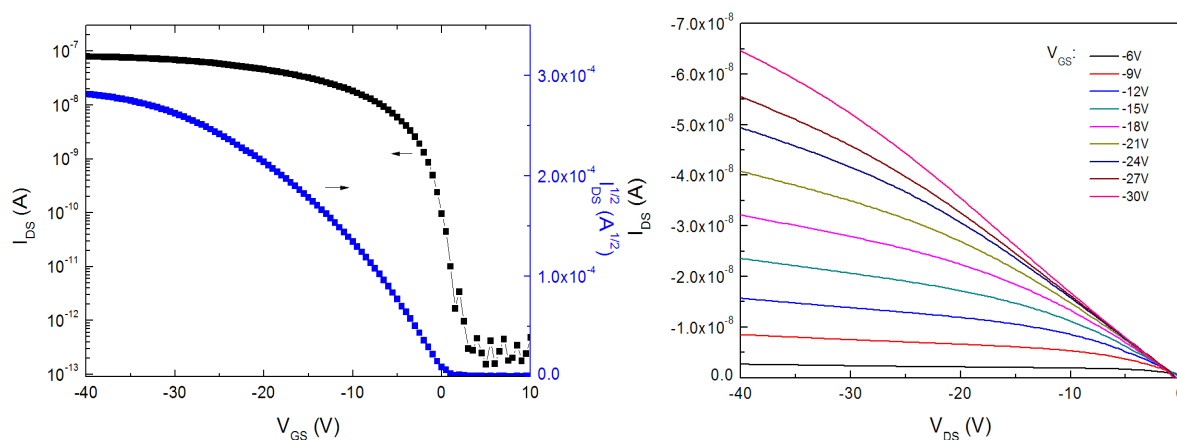 10⁻⁷
10⁻⁸
10⁻⁹
10⁻¹⁰
10⁻¹¹
10⁻¹²
10⁻¹³
I_DS (A)
-40 -30 -20 -10 0 10
V_GS (V)
3.0x10⁻⁴
2.0x10⁻⁴
1.0x10⁻⁴
0.0
I_DS^1/2 (A^1/2)
-7.0x10⁻⁸
-6.0x10⁻⁸
-5.0x10⁻⁸
-4.0x10⁻⁸
-3.0x10⁻⁸
-2.0x10⁻⁸
-1.0x10⁻⁸
0.0
I_DS (A)
-40 -30 -20 -10 0
V_DS (V)
V_GS:
-6V
-9V
-12V
-15V
-18V
-21V
-24V
-27V
-30V